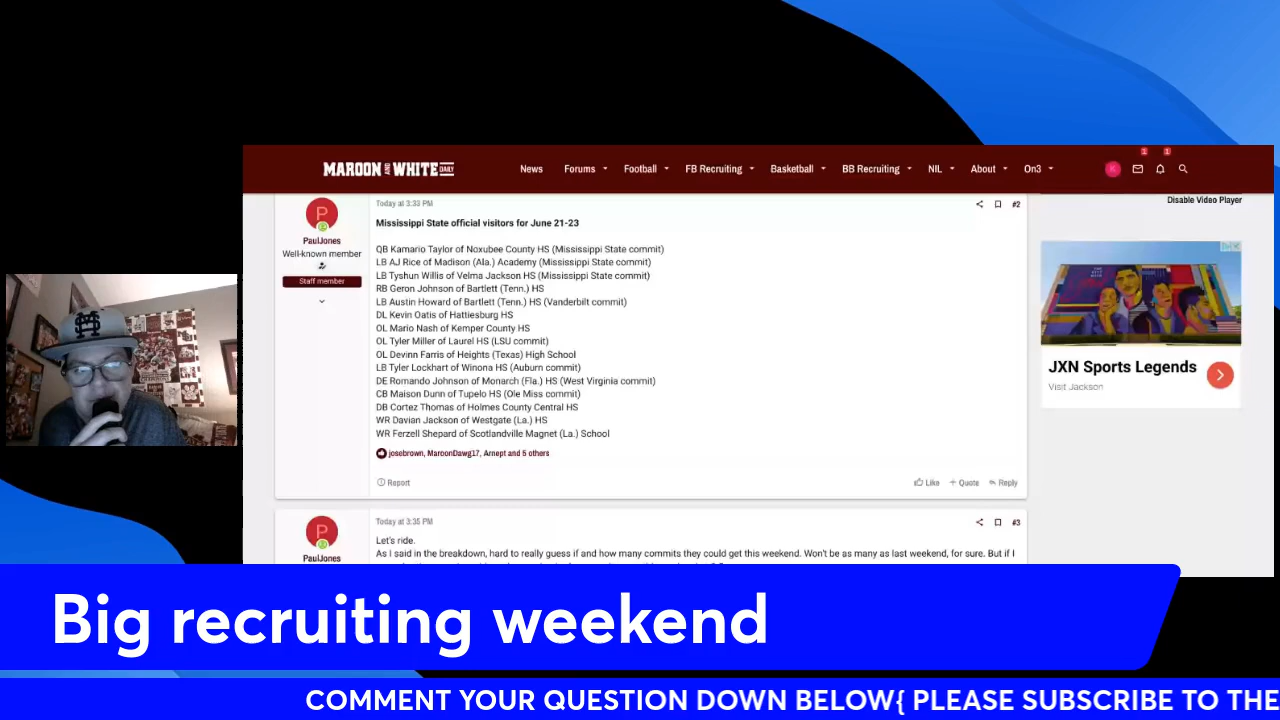 MAROON AND WHITE DAILY
News Forums Football FB Recruiting Basketball BB Recruiting NIL About On3
Today at 3:33 PM
#2
Disable Video Player
P
PaulJones
Well-known member
Staff member
Mississippi State official visitors for June 21-23
QB Kamario Taylor of Noxubee County HS (Mississippi State commit)
LB AJ Rice of Madison (Ala.) Academy (Mississippi State commit)
LB Tyshun Willis of Velma Jackson HS (Mississippi State commit)
RB Geron Johnson of Bartlett (Tenn.) HS
LB Austin Howard of Bartlett (Tenn.) HS (Vanderbilt commit)
DL Kevin Oatis of Hattiesburg HS
OL Mario Nash of Kemper County HS
OL Tyler Miller of Laurel HS (LSU commit)
OL Devinn Farris of Heights (Texas) High School
LB Tyler Lockhart of Winona HS (Auburn commit)
DE Romando Johnson of Monarch (Fla.) HS (West Virginia commit)
CB Maison Dunn of Tupelo HS (Ole Miss commit)
DB Cortez Thomas of Holmes County Central HS
WR Davian Jackson of Westgate (La.) HS
WR Ferzell Shepard of Scotlandville Magnet (La.) School
josebrown, MaroonDawg17, Arnept and 5 others
Report
Like Quote Reply
JXN Sports Legends
Visit Jackson
Today at 3:35 PM
#3
P
PaulJones
Let's ride.
As I said in the breakdown, hard to really guess if and how many commits they could get this weekend. Won't be as many as last weekend, for sure. But if I
Big recruiting weekend
COMMENT YOUR QUESTION DOWN BELOW{ PLEASE SUBSCRIBE TO THE